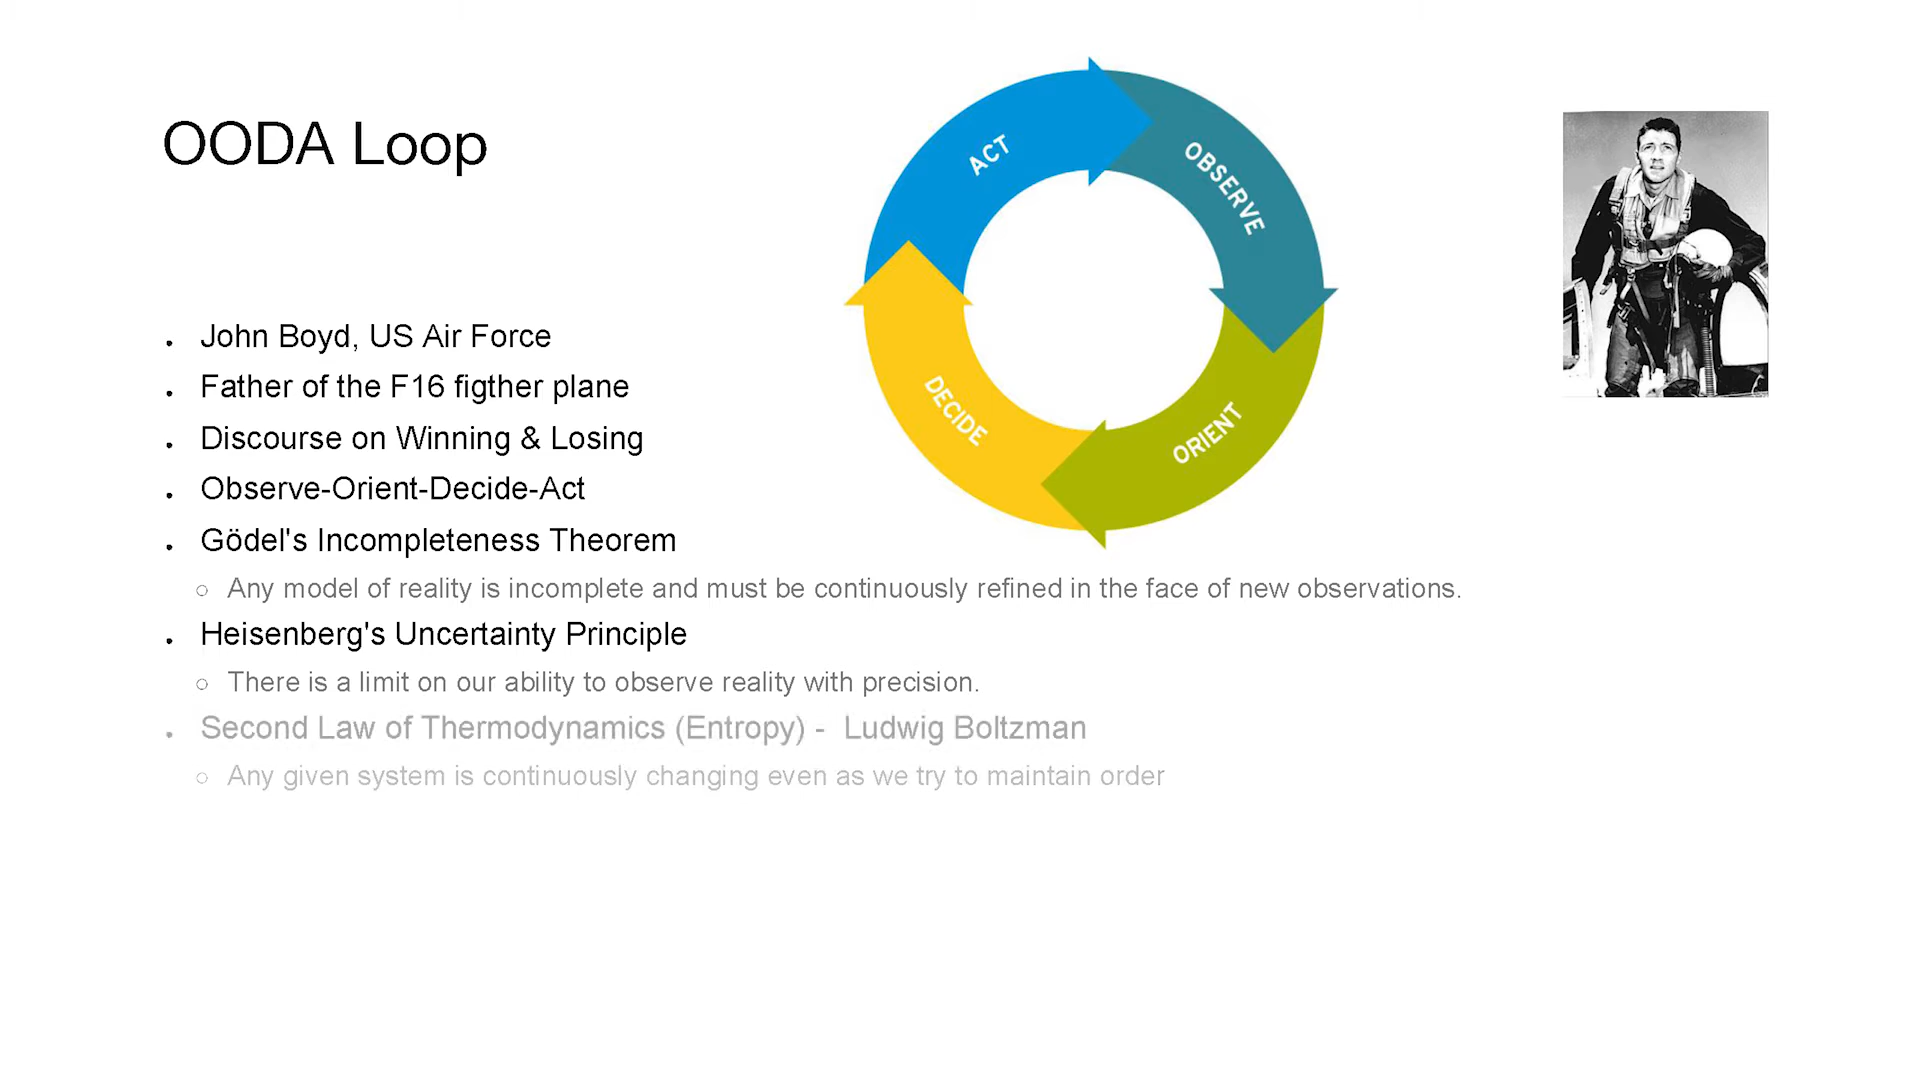 OODA Loop
ACT
OBSERVE
DECIDE
ORIENT
John Boyd, US Air Force
Father of the F16 figther plane
Discourse on Winning & Losing
Observe-Orient-Decide-Act
Gödel's Incompleteness Theorem
Any model of reality is incomplete and must be continuously refined in the face of new observations.
Heisenberg's Uncertainty Principle
There is a limit on our ability to observe reality with precision.
Second Law of Thermodynamics (Entropy) -  Ludwig Boltzman
Any given system is continuously changing even as we try to maintain order